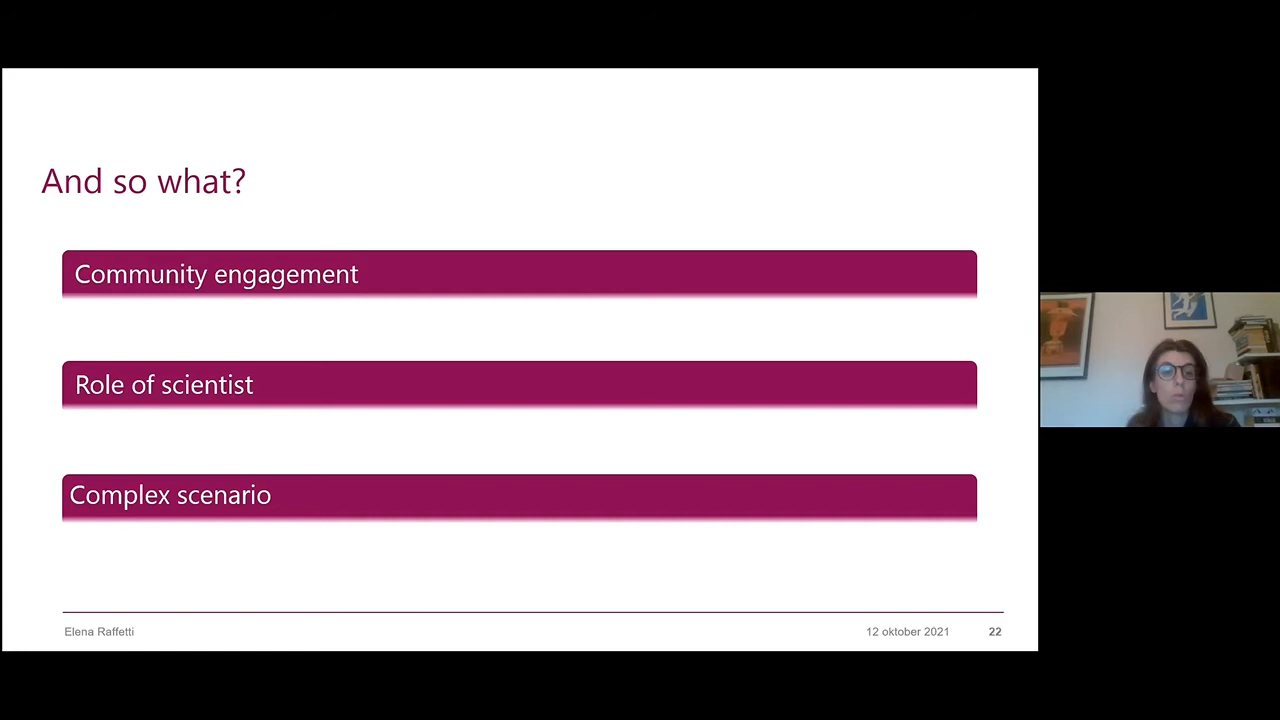 And so what?
Community engagement
Role of scientist
Complex scenario
Elena Raffetti
12 oktober 2021
22